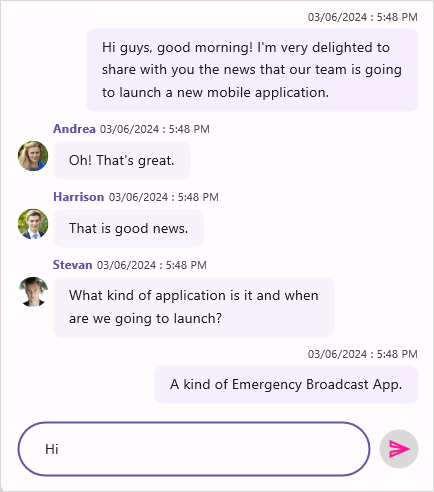 03/06/2024 : 5:48 PM
Hi guys, good morning! I'm very delighted to
share with you the news that our team is going
to launch a new mobile application.
Andrea 03/06/2024 : 5:48 PM
Oh! That's great.
Harrison 03/06/2024 : 5:48 PM
That is good news.
Stevan 03/06/2024 : 5:48 PM
What kind of application is it and when
are we going to launch?
03/06/2024 : 5:48 PM
A kind of Emergency Broadcast App.
Hi